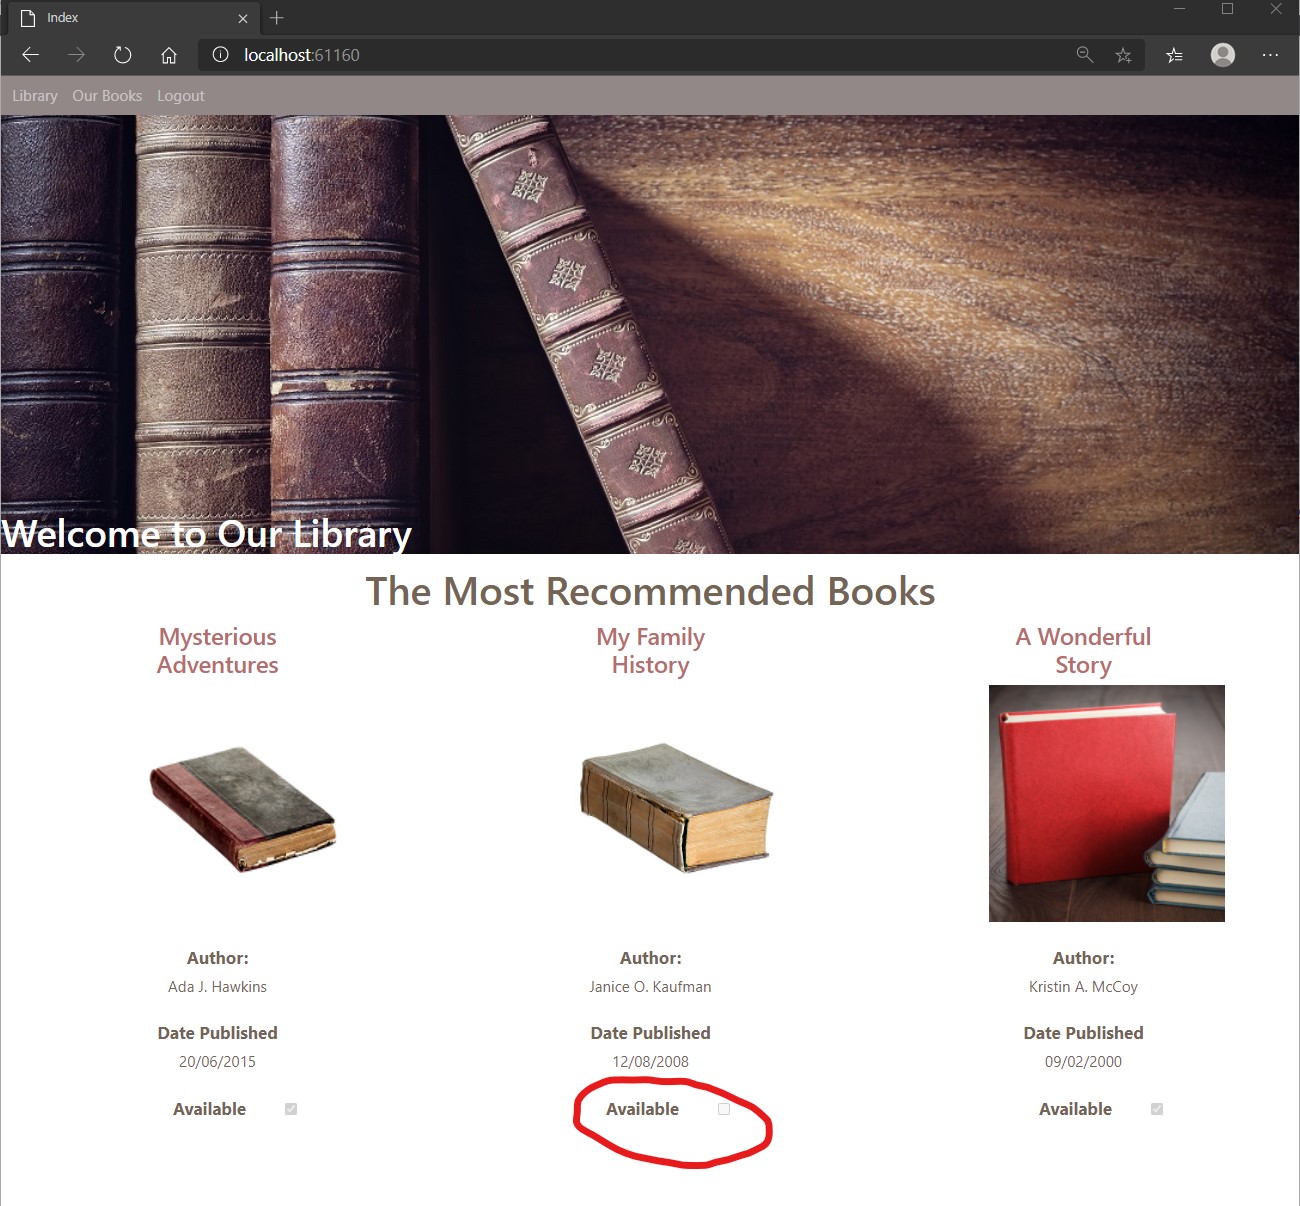 Index
localhost:61160
Library Our Books Logout
Welcome to Our Library
The Most Recommended Books
Mysterious
Adventures
Author:
Ada J. Hawkins
Date Published
20/06/2015
Available
My Family
History
Author:
Janice O. Kaufman
Date Published
12/08/2008
Available
A Wonderful
Story
Author:
Kristin A. McCoy
Date Published
09/02/2000
Available